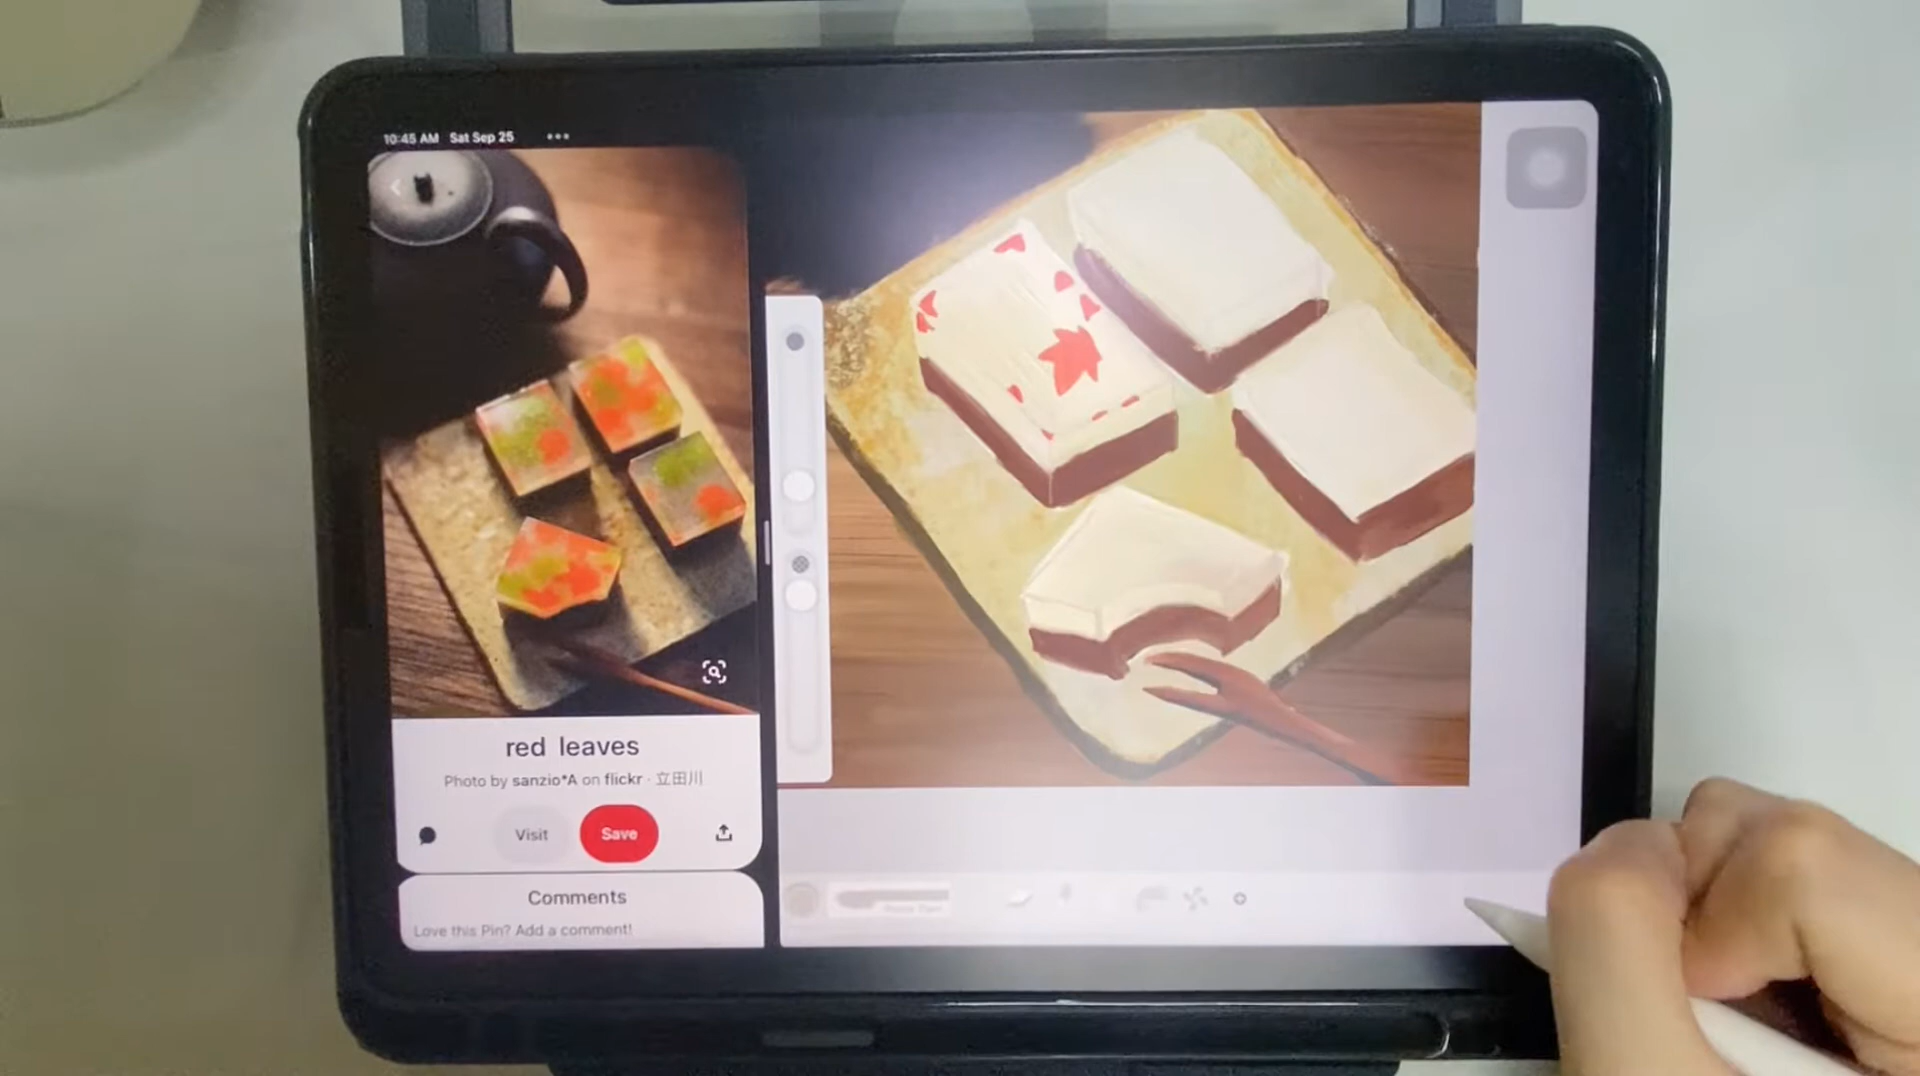 10:45 AM Sat Sep 25
red leaves
Photo by sanzio*A on flickr · 立田川
Visit
Save
Comments
Love this Pin? Add a comment!